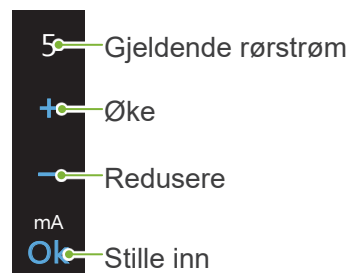 5 Gjeldende rørstrøm
+ Øke
− Redusere
mA
Ok Stille inn